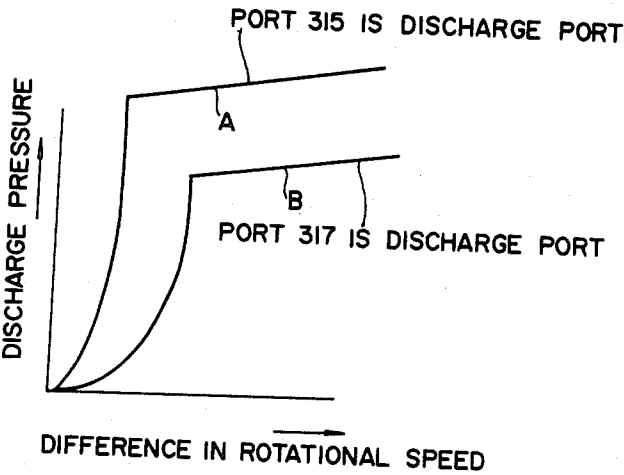 PORT 315 IS DISCHARGE PORT
A
B
PORT 317 IS DISCHARGE PORT
DISCHARGE PRESSURE
DIFFERENCE IN ROTATIONAL SPEED